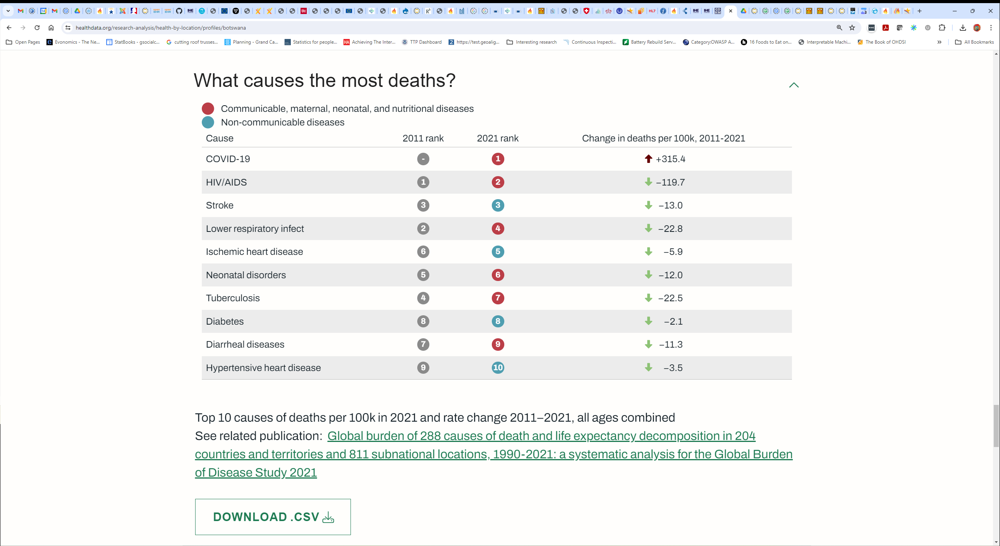 healthdata.org/research-analysis/health-by-location/profiles/botswana
Open Pages
Evonomics - The Ne...
StatBooks - gsocialc...
cutting roof trusses...
Planning - Grand Ca...
Statistics for people...
HA Achieving The Inter...
TTP Dashboard
https://test.geoalig...
Interesting research
Continuous Inspecti...
Battery Rebuild Serv...
Category:OWASP A...
16 Foods to Eat on...
Interpretable Machi...
The Book of OHDSI
»
All Bookmarks
What causes the most deaths?
Communicable, maternal, neonatal, and nutritional diseases
Non-communicable diseases
Cause 2011 rank 2021 rank Change in deaths per 100k, 2011-2021
COVID-19 - 1 +315.4
HIV/AIDS 1 2 −119.7
Stroke 3 3 −13.0
Lower respiratory infect 2 4 −22.8
Ischemic heart disease 6 5 −5.9
Neonatal disorders 5 6 −12.0
Tuberculosis 4 7 −22.5
Diabetes 8 8 −2.1
Diarrheal diseases 7 9 −11.3
Hypertensive heart disease 9 10 −3.5
Top 10 causes of deaths per 100k in 2021 and rate change 2011–2021, all ages combined
See related publication: Global burden of 288 causes of death and life expectancy decomposition in 204
countries and territories and 811 subnational locations, 1990-2021: a systematic analysis for the Global Burden
of Disease Study 2021
DOWNLOAD .CSV